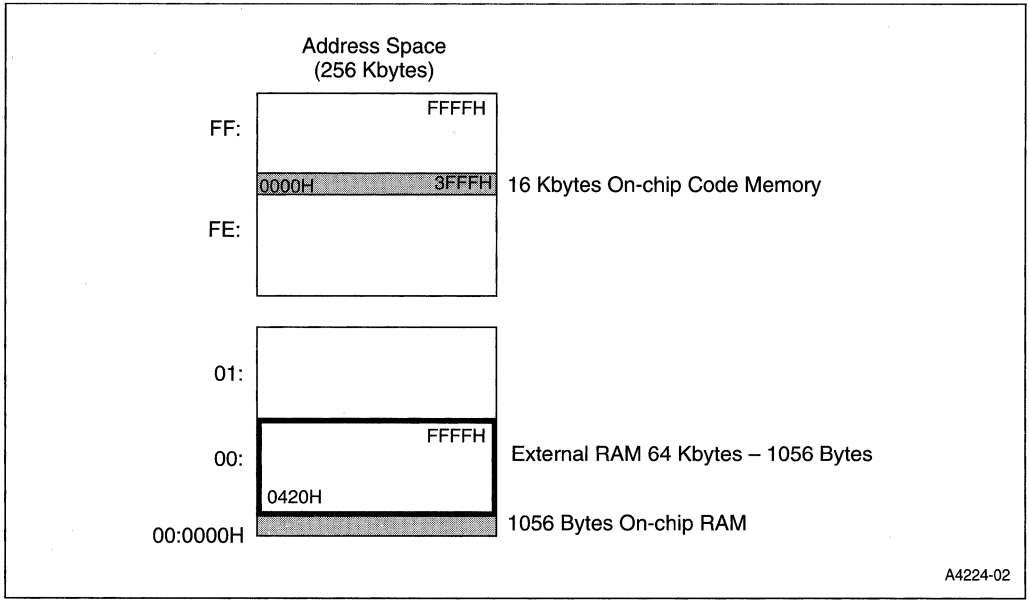 Address Space
(256 Kbytes)
FFFFH
FF:
0000H 3FFFH 16 Kbytes On-chip Code Memory
FE:
01:
FFFFH
00: External RAM 64 Kbytes – 1056 Bytes
0420H
1056 Bytes On-chip RAM
00:0000H
A4224-02